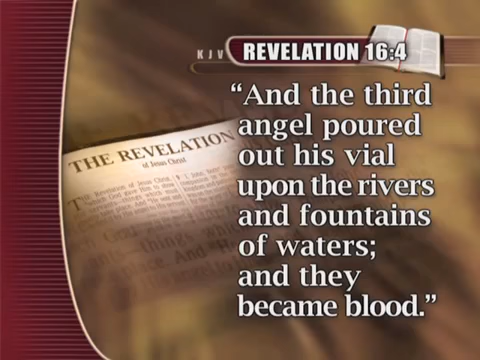 KJV REVELATION 16:4
“And the third
angel poured
out his vial
upon the rivers
and fountains
of waters;
and they
became blood.”
THE REVELATION
of Jesus Christ